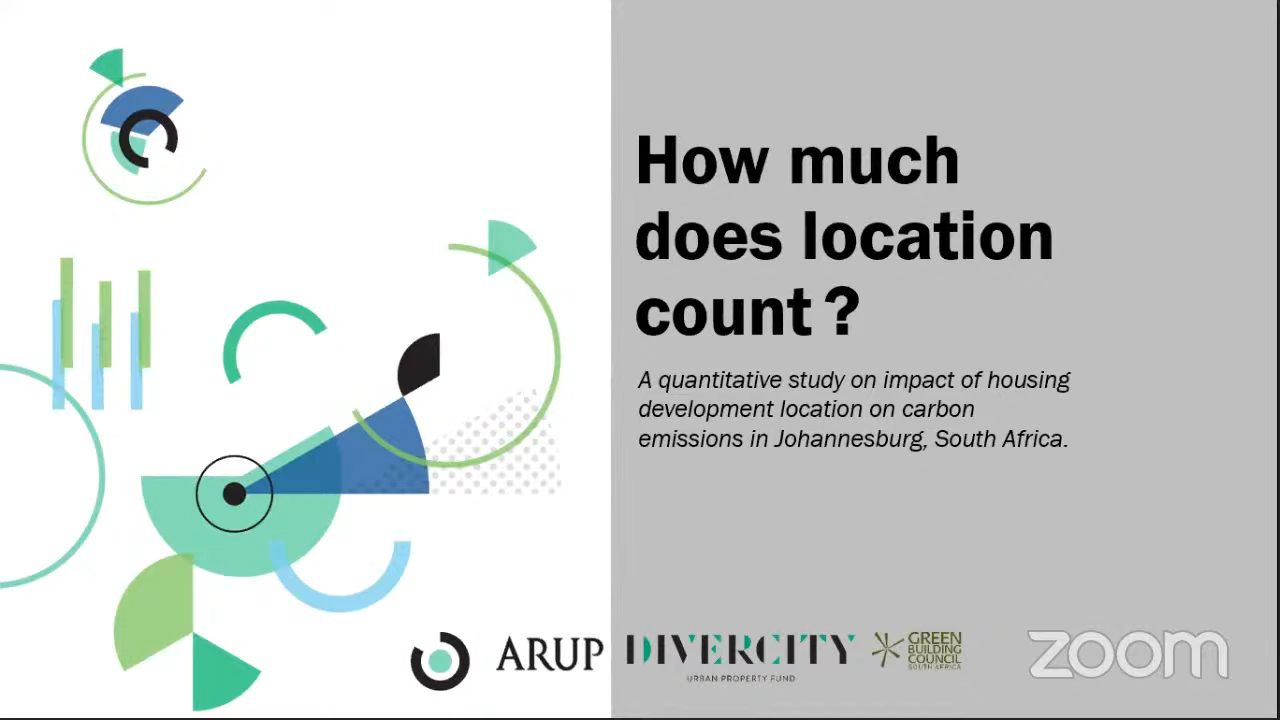 How much
does location
count ?
A quantitative study on impact of housing
development location on carbon
emissions in Johannesburg, South Africa.
ARUP
DIVERCITY
URBAN PROPERTY FUND
GREEN
BUILDING
COUNCIL
SOUTH AFRICA
zoom